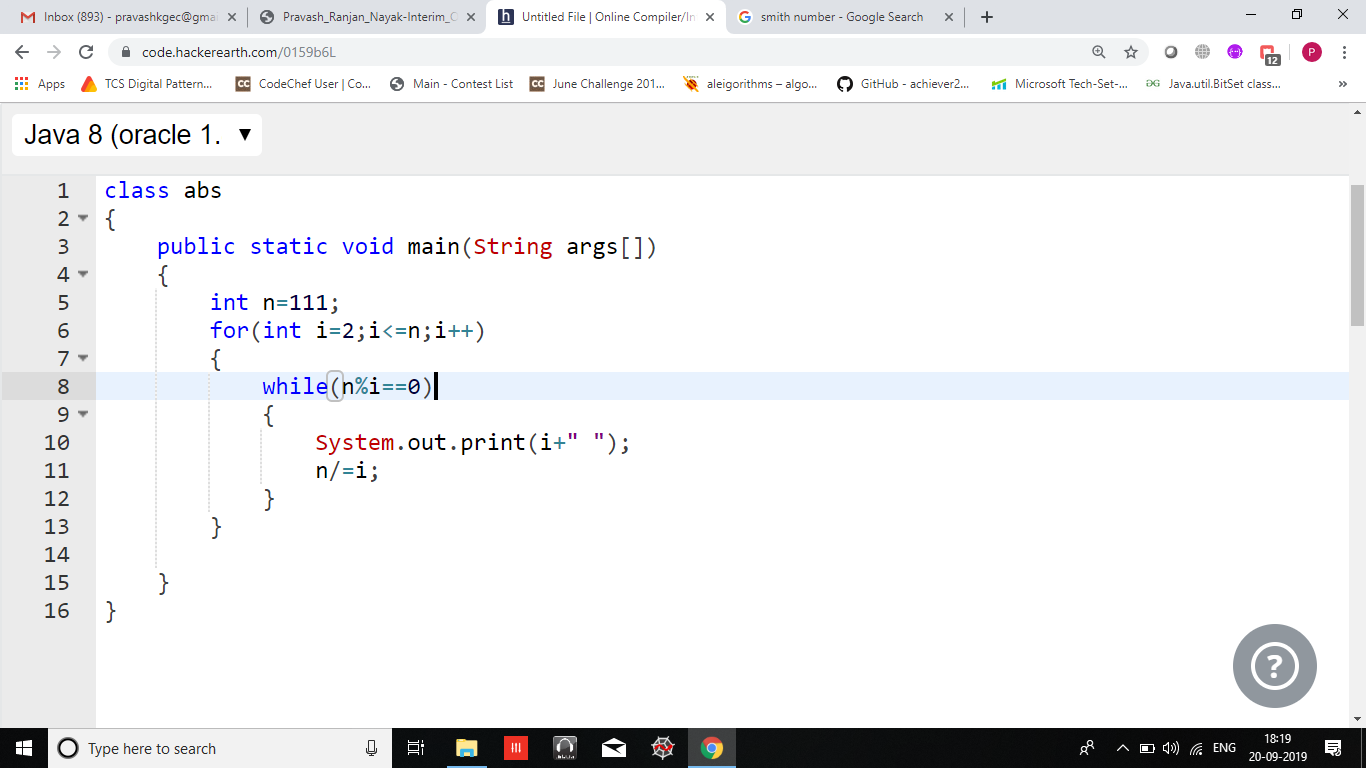 Inbox (893) - pravashkgec@gma
Pravash_Ranjan_Nayak-Interim_O
Untitled File | Online Compiler/In
smith number - Google Search
code.hackerearth.com/0159b6L
12
P
Apps
TCS Digital Pattern...
CodeChef User | Co...
Main - Contest List
June Challenge 201...
aleigorithms – algo...
GitHub - achiever2...
Microsoft Tech-Set-...
Java.util.BitSet class...
»
Java 8 (oracle 1.
1 class abs
2 {
3 public static void main(String args[])
4 {
5 int n=111;
6 for(int i=2;i<=n;i++)
7 {
8 while(n%i==0)
9 {
10 System.out.print(i+" ");
11 n/=i;
12 }
13 }
14
15 }
16 }
?
Type here to search
ENG
18:19
20-09-2019